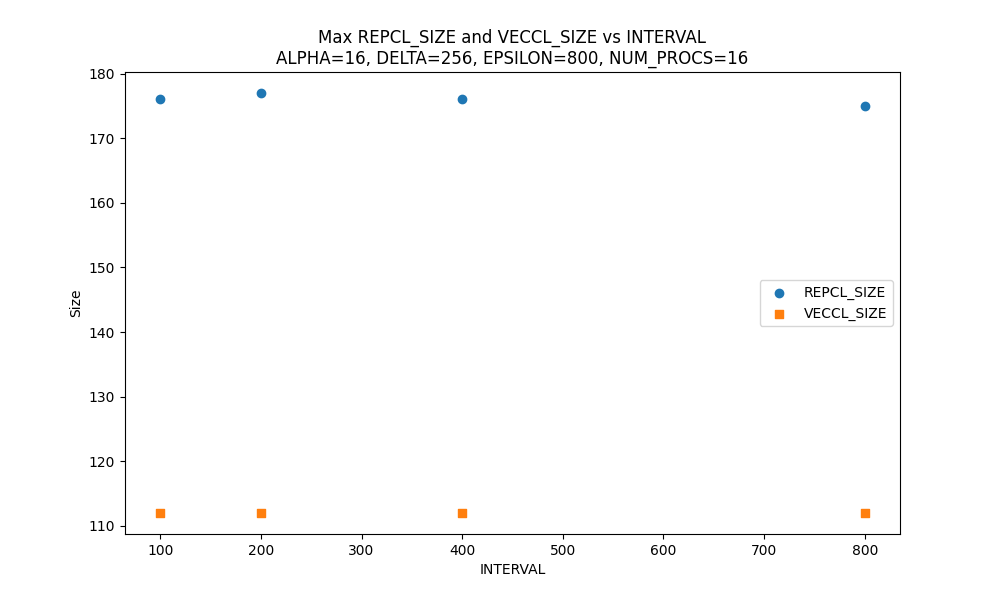 Max REPCL_SIZE and VECCL_SIZE vs INTERVAL
ALPHA=16, DELTA=256, EPSILON=800, NUM_PROCS=16
180
170
160
150
140
130
120
110
Size
REPCL_SIZE
VECCL_SIZE
100 200 300 400 500 600 700 800
INTERVAL